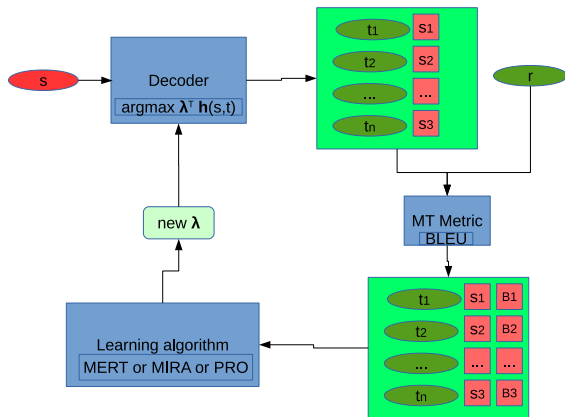 s
Decoder
argmax λᵀ h(s,t)
t1 s1
t2 s2
... ...
tn s3
r
MT Metric
BLEU
new λ
t1 s1 B1
t2 s2 B2
... ... ...
tn s3 B3
Learning algorithm
MERT or MIRA or PRO